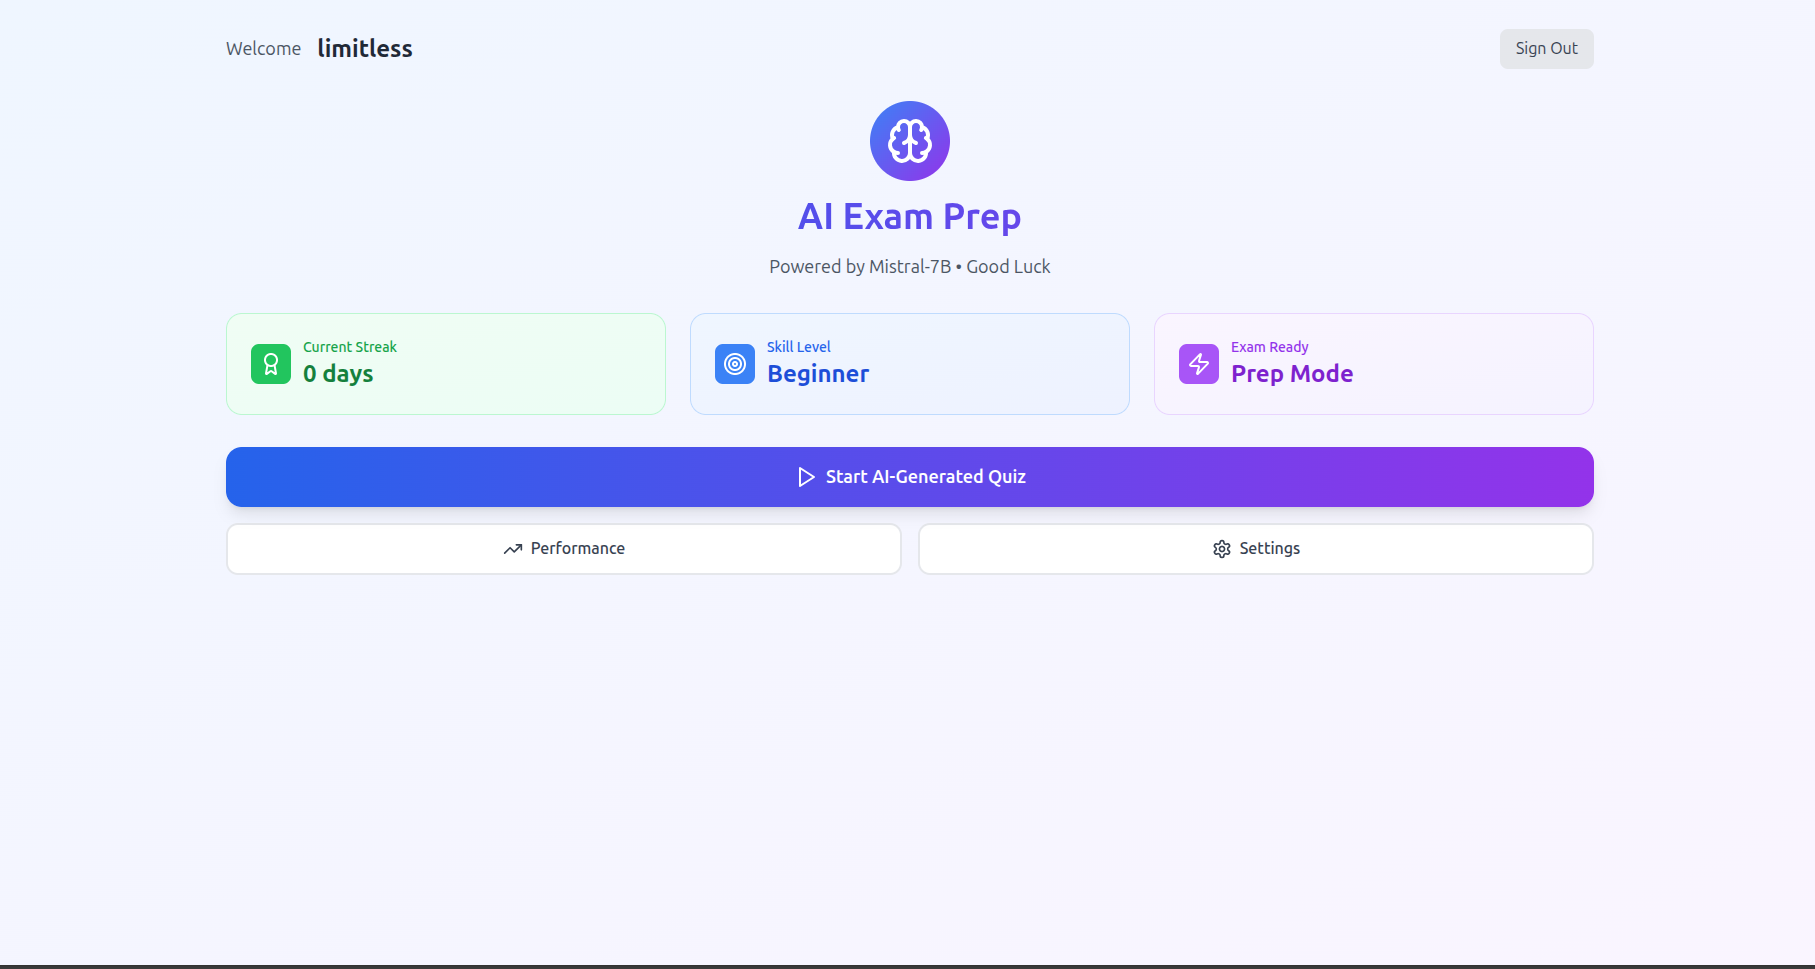 Welcome limitless
Sign Out
AI Exam Prep
Powered by Mistral-7B • Good Luck
Current Streak
0 days
Skill Level
Beginner
Exam Ready
Prep Mode
Start AI-Generated Quiz
Performance
Settings